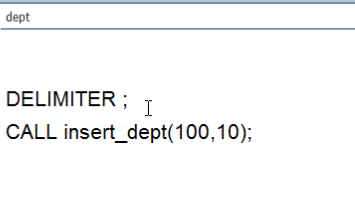 dept
DELIMITER ;
CALL insert_dept(100,10);